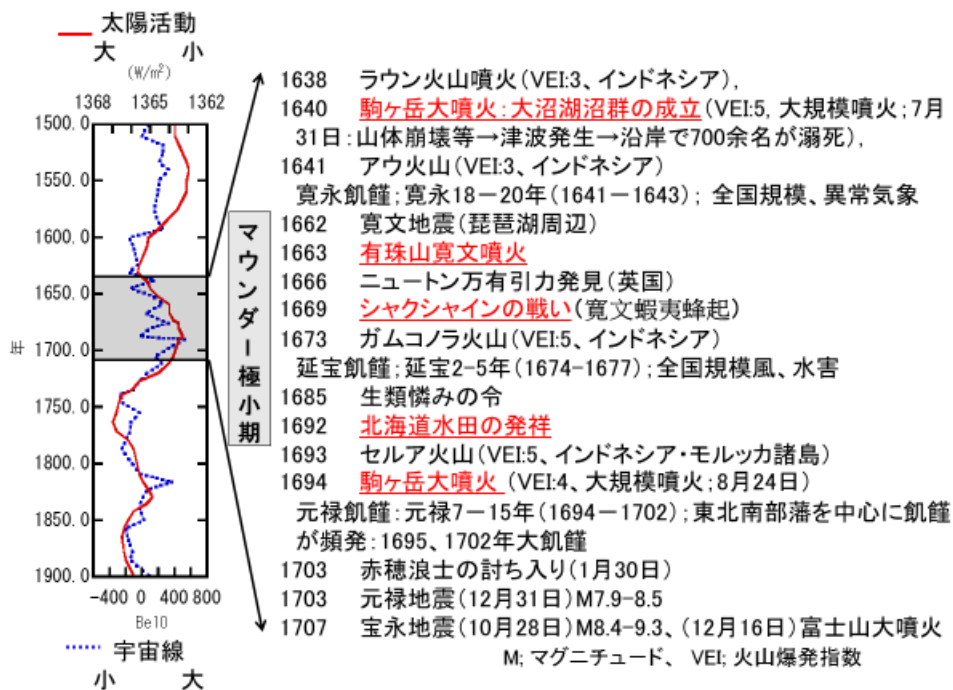 太陽活動
大 小
(W/m²)
1368 1365 1362
1500.0
1550.0
1600.0
1650.0
1700.0
1750.0
1800.0
1850.0
1900.0
年
-400 0 400 800
Be10
宇宙線
小 大
マウンダー極小期
1638 ラウン火山噴火(VEI:3、インドネシア),
1640 駒ヶ岳大噴火:大沼湖沼群の成立(VEI:5, 大規模噴火;7月
31日:山体崩壊等→津波発生→沿岸で700余名が溺死),
1641 アウ火山(VEI:3、インドネシア)
寛永飢饉;寛永18-20年(1641-1643); 全国規模、異常気象
1662 寛文地震(琵琶湖周辺)
1663 有珠山寛文噴火
1666 ニュートン万有引力発見(英国)
1669 シャクシャインの戦い(寛文蝦夷蜂起)
1673 ガムコノラ火山(VEI:5、インドネシア)
延宝飢饉;延宝2-5年(1674-1677);全国規模風、水害
1685 生類憐みの令
1692 北海道水田の発祥
1693 セルア火山(VEI:5、インドネシア・モルッカ諸島)
1694 駒ヶ岳大噴火 (VEI:4、大規模噴火;8月24日)
元禄飢饉:元禄7-15年(1694-1702);東北南部藩を中心に飢饉
が頻発:1695、1702年大飢饉
1703 赤穂浪士の討ち入り(1月30日)
1703 元禄地震(12月31日)M7.9-8.5
1707 宝永地震(10月28日)M8.4-9.3、(12月16日)富士山大噴火
M; マグニチュード、 VEI; 火山爆発指数